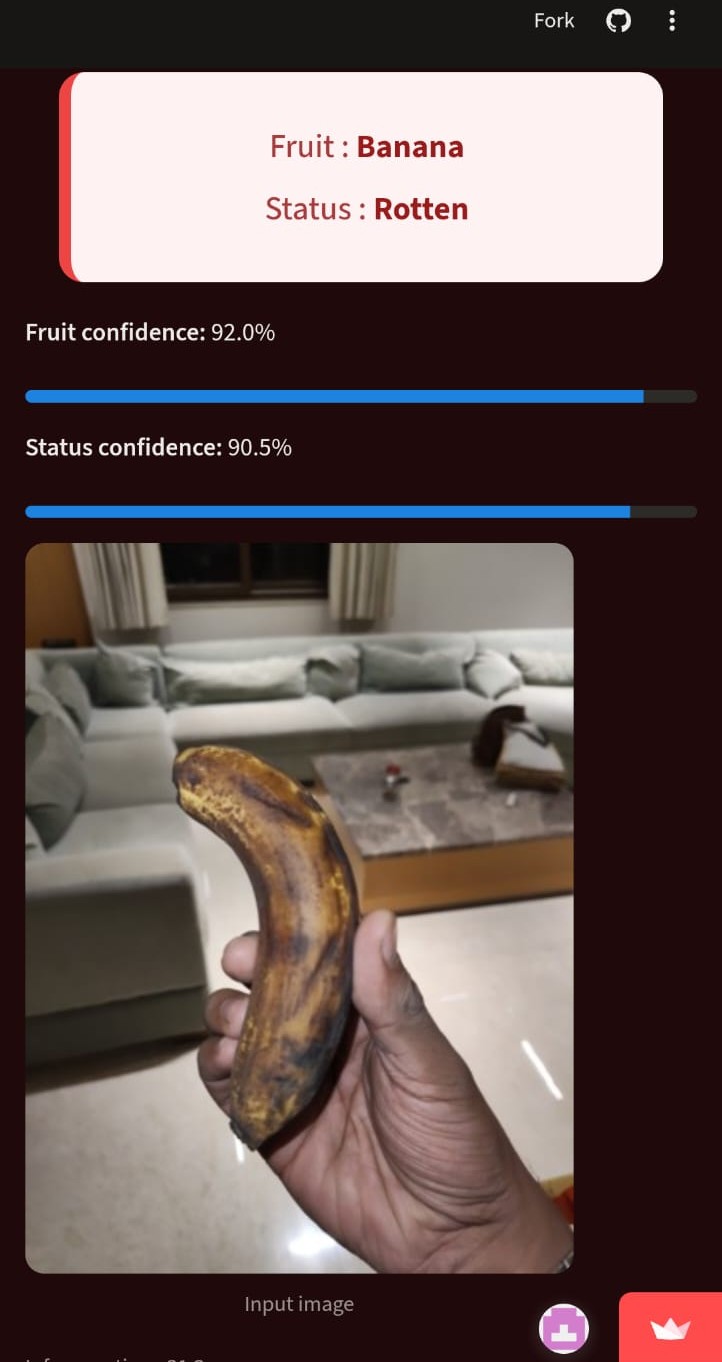 Fork
Fruit : Banana
Status : Rotten
Fruit confidence: 92.0%
Status confidence: 90.5%
Input image